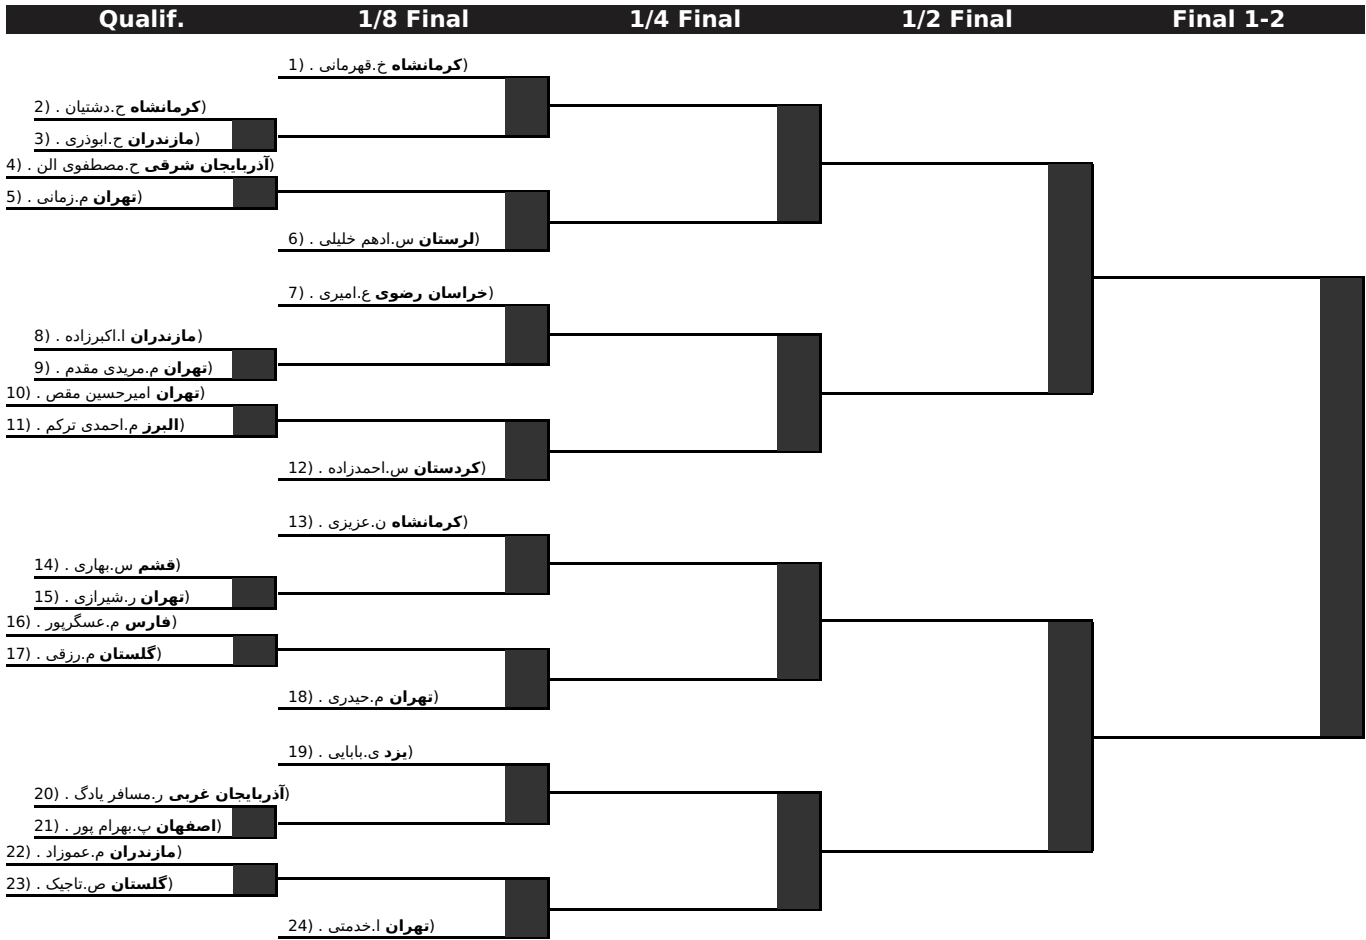 Qualif. 1/8 Final 1/4 Final 1/2 Final Final 1-2
1) . خ.قهرمانی کرمانشاه)
2) . ح.دشتیان کرمانشاه)
3) . ح.ابوذری مازندران)
4) . ح.مصطفوی الن آذربایجان شرقی)
5) . م.زمانی تهران)
6) . س.ادهم خلیلی لرستان)
7) . ع.امیری خراسان رضوی)
8) . ا.اکبرزاده مازندران)
9) . م.مریدی مقدم تهران)
10) . امیرحسین مقص تهران)
11) . م.احمدی ترکم البرز)
12) . س.احمدزاده کردستان)
13) . ن.عزیزی کرمانشاه)
14) . س.بهاری قشم)
15) . ر.شیرازی تهران)
16) . م.عسگرپور فارس)
17) . م.رزقی گلستان)
18) . م.حیدری تهران)
19) . ی.بابایی یزد)
20) . ر.مسافر یادگ آذربایجان غربی)
21) . پ.بهرام پور اصفهان)
22) . م.عموزاد مازندران)
23) . ص.تاجیک گلستان)
24) . ا.خدمتی تهران)